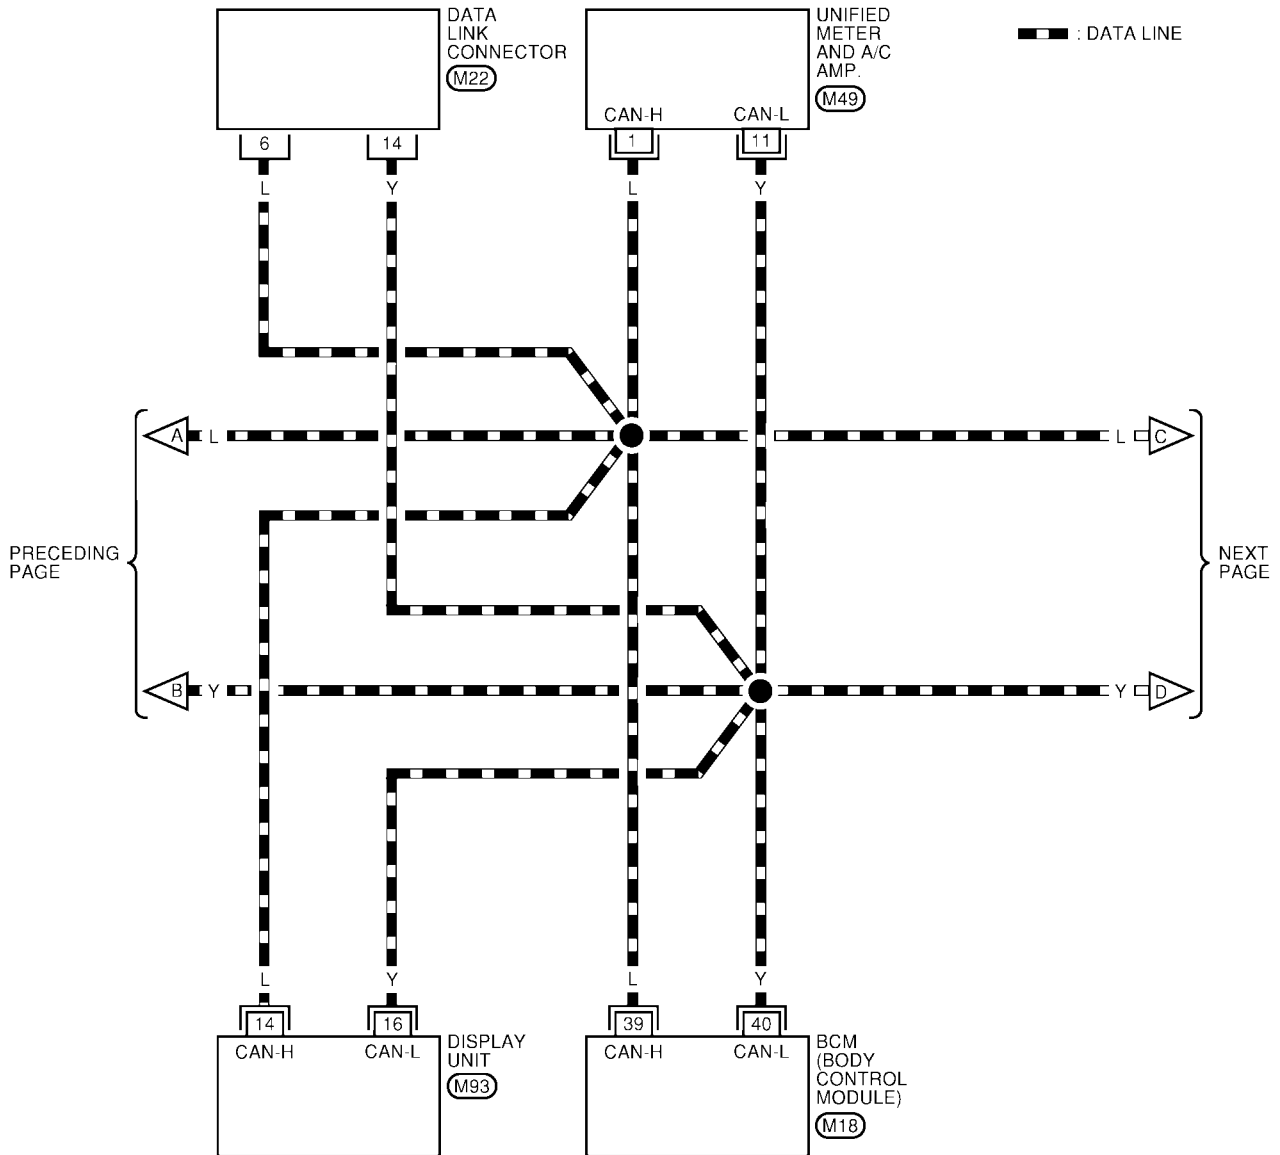 DATA
LINK
CONNECTOR
M22
UNIFIED
METER
AND A/C
AMP.
M49
: DATA LINE
CAN-H
CAN-L
6
14
1
11
L
Y
L
Y
A
L
L
C
PRECEDING
PAGE
NEXT
PAGE
B
Y
Y
D
L
Y
L
Y
14
16
39
40
CAN-H
CAN-L
DISPLAY
UNIT
M93
CAN-H
CAN-L
BCM
(BODY
CONTROL
MODULE)
M18